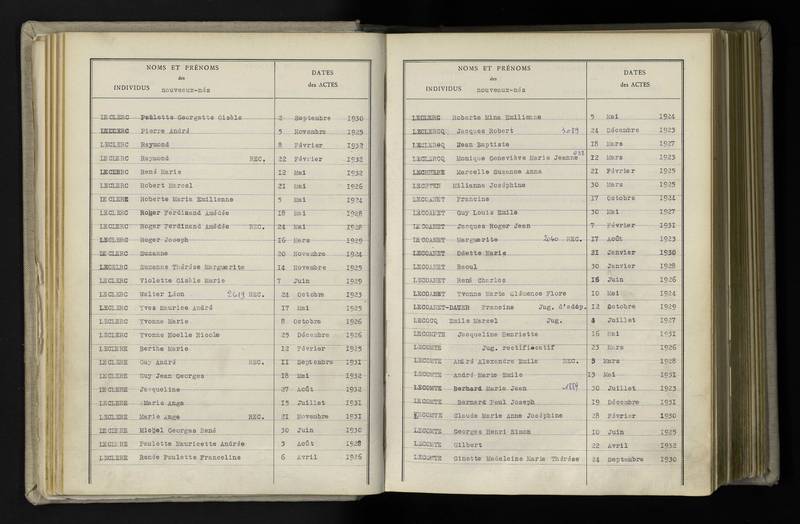 NOMS ET PRÉNOMS
des
INDIVIDUS nouveaux-nés
DATES
des ACTES
LECLERC Paulette Georgette Gisèle 2 Septembre 1930
LECLERC Pierre André 5 Novembre 1925
LECLERC Raymond 8 Février 1932
LECLERC Raymond REC. 22 Février 1932
LECLERC René Marie 12 Mai 1932
LECLERC Robert Marcel 21 Mai 1926
LECLERC Roberte Marie Emilienne 5 Mai 1924
LECLERC Roger Ferdinand Amédée 18 Mai 1928
LECLERC Roger Ferdinand Amédée REC. 24 Mai 1928
LECLERC Roger Joseph 16 Mars 1929
LECLERC Suzanne 20 Novembre 1924
LECLERC Suzanne Thérèse Marguerite 14 Novembre 1925
LECLERC Violette Gisèle Marie 7 Juin 1929
LECLERC Walter Léon 2613 REC. 24 Octobre 1923
LECLERC Yves Maurice André 17 Mai 1925
LECLERC Yvonne Marie 8 Octobre 1926
LECLERC Yvonne Noelle Nicole 25 Décembre 1926
LECLERE Berthe Marie 12 Février 1925
LECLERE Guy André REC. 11 Septembre 1931
LECLERE Guy Jean Georges 18 Mai 1932
LECLERE Jacqueline 27 Août 1932
LECLERE Marie Ange 15 Juillet 1931
LECLERE Marie Ange REC. 21 Novembre 1931
LECLERE Michel Georges René 30 Juin 1930
LECLERE Paulette Mauricette Andrée 3 Août 1928
LECLERE Renée Paulette Franceline 6 Avril 1926
NOMS ET PRÉNOMS
des
INDIVIDUS nouveaux-nés
DATES
des ACTES
LECLERC Roberte Mina Emilienne 5 Mai 1924
LECLERCQ Jacques Robert 3019 24 Décembre 1923
LECLERCQ Jean Baptiste 18 Mars 1927
LECLERCQ Monique Geneviève Marie Jeanne 12 Mars 1923
Marcelle Suzanne Anna 21 Février 1925
Milianne Joséphine 30 Mars 1925
LECOANET Francine 17 Octobre 1924
LECOANET Guy Louis Emile 30 Mai 1927
LECOANET Jacques Roger Jean 7 Février 1931
LECOANET Marguerite 2040 REC. 17 Août 1923
LECOANET Odette Marie 21 Janvier 1930
LECOANET Raoul 30 Janvier 1928
LECOANET René Charles 16 Juin 1926
LECOANET Yvonne Marie Clémence Flore 10 Mai 1924
LECOANET-DATER Francine Jug. d'adop. 12 Octobre 1929
LECOCQ Emile Marcel Jug. 4 Juillet 1927
LECOMPTE Jacqueline Henriette 16 Mai 1931
LECOMTE Jug. rectificatif 23 Mars 1926
LECOMTE André Alexandre Emile REC. 8 Mars 1928
LECOMTE André Marie Emile 13 Mai 1931
LECOMTE Bernard Marie Jean 1889 30 Juillet 1923
LECOMTE Bernard Paul Joseph 19 Décembre 1931
LECOMTE Claude Marie Anne Joséphine 28 Février 1930
LECOMTE Georges Henri Simon 10 Juin 1925
LECOMTE Gilbert 22 Avril 1932
LECOMTE Ginette Madeleine Marie Thérèse 24 Septembre 1930